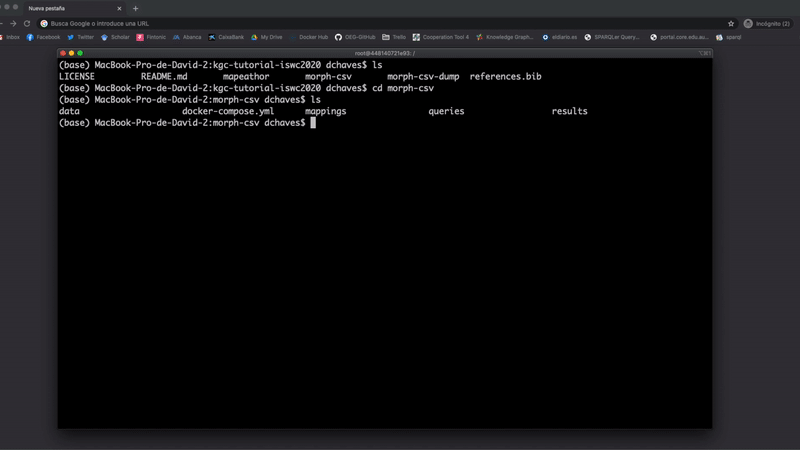 Nueva pestaña
Busca Google o introduce una URL
Incógnito (2)
Inbox Facebook Twitter Scholar Fintonic Abanca CaixaBank My Drive Docker Hub OEG-GitHub Trello Cooperation Tool 4 Knowledge Graph... eldiario.es SPARQLer Query... portal.core.edu.au... sparql
root@448140721e93: /
(base) MacBook-Pro-de-David-2:kgc-tutorial-iswc2020 dchaves$ ls
LICENSE README.md mapeathor morph-csv morph-csv-dump references.bib
(base) MacBook-Pro-de-David-2:kgc-tutorial-iswc2020 dchaves$ cd morph-csv
(base) MacBook-Pro-de-David-2:morph-csv dchaves$ ls
data docker-compose.yml mappings queries results
(base) MacBook-Pro-de-David-2:morph-csv dchaves$